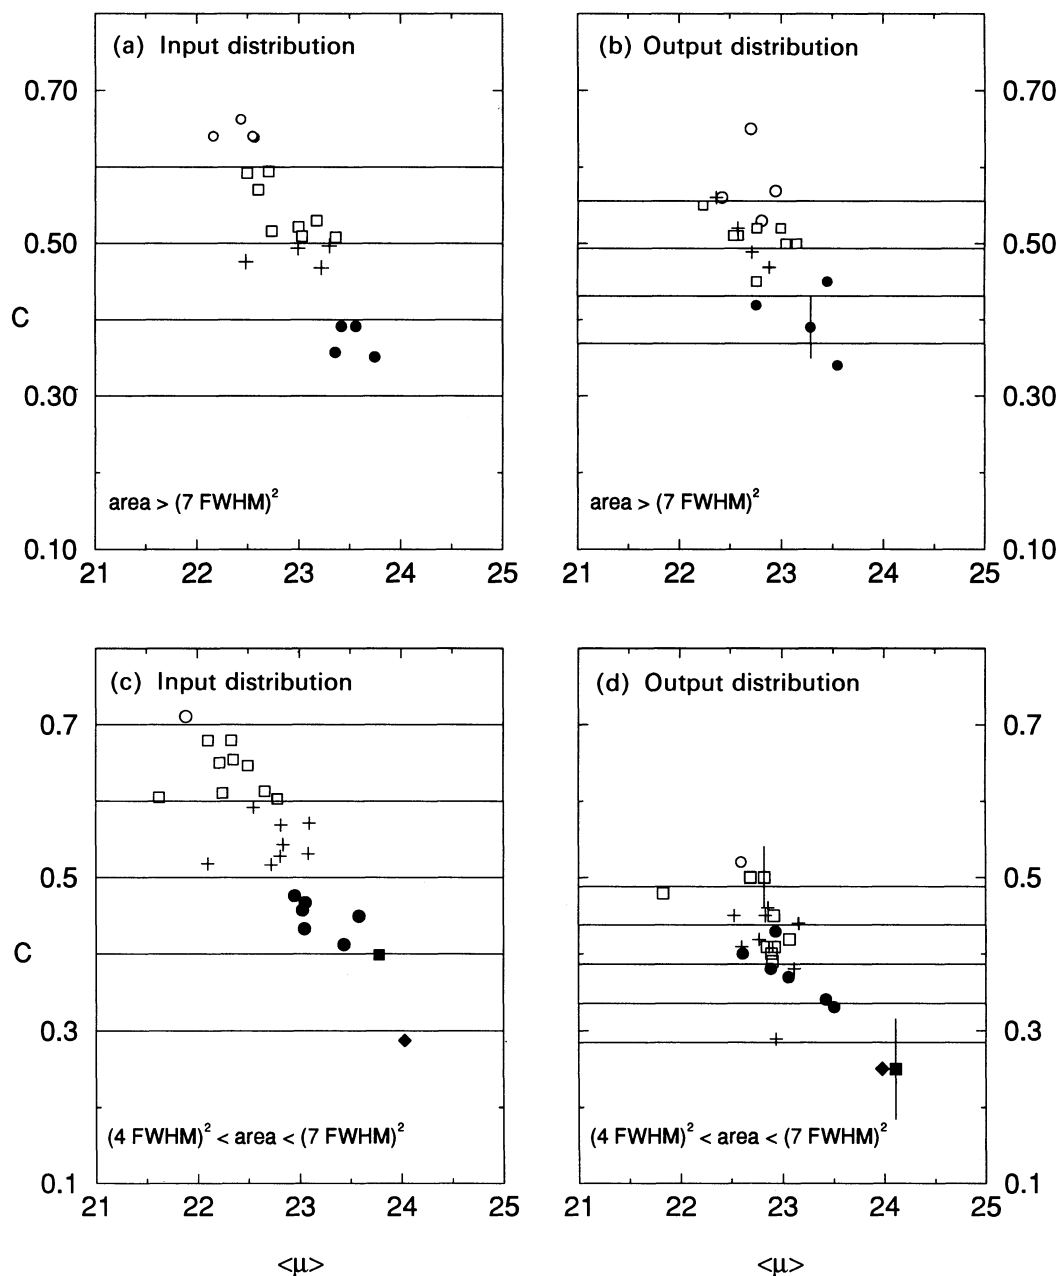 (a) Input distribution
(b) Output distribution
0.70
0.70
0.50
0.50
C
0.30
0.30
area > (7 FWHM)²
area > (7 FWHM)²
0.10
0.10
21 22 23 24 25
21 22 23 24 25
(c) Input distribution
(d) Output distribution
0.7
0.7
0.5
0.5
C
0.3
0.3
(4 FWHM)² < area < (7 FWHM)²
(4 FWHM)² < area < (7 FWHM)²
0.1
0.1
21 22 23 24 25
21 22 23 24 25
<μ>
<μ>